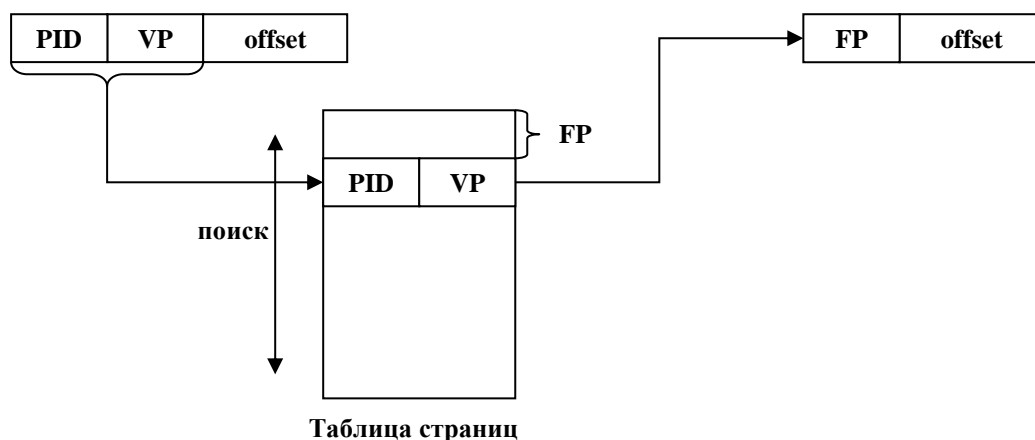 PID VP offset
FP offset
FP
PID VP
поиск
Таблица страниц